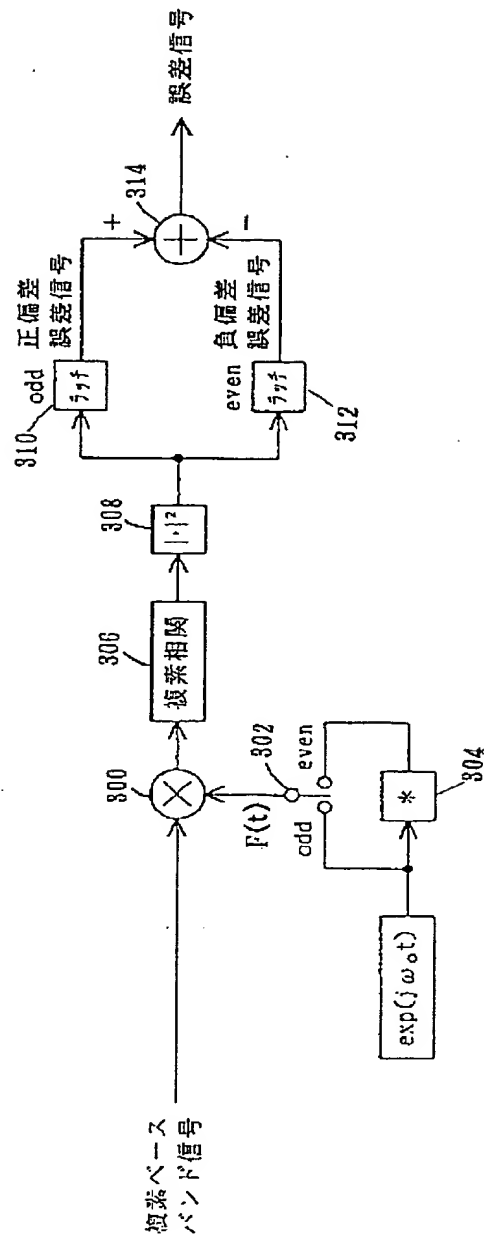 複素ベース
バンド信号
300
F(t)
302
odd
even
exp(jω₀t)
*
304
306
複素相関
308
|·|²
310
odd
ラッチ
正偏差
誤差信号
even
ラッチ
312
負偏差
誤差信号
+
314
+
−
誤差信号